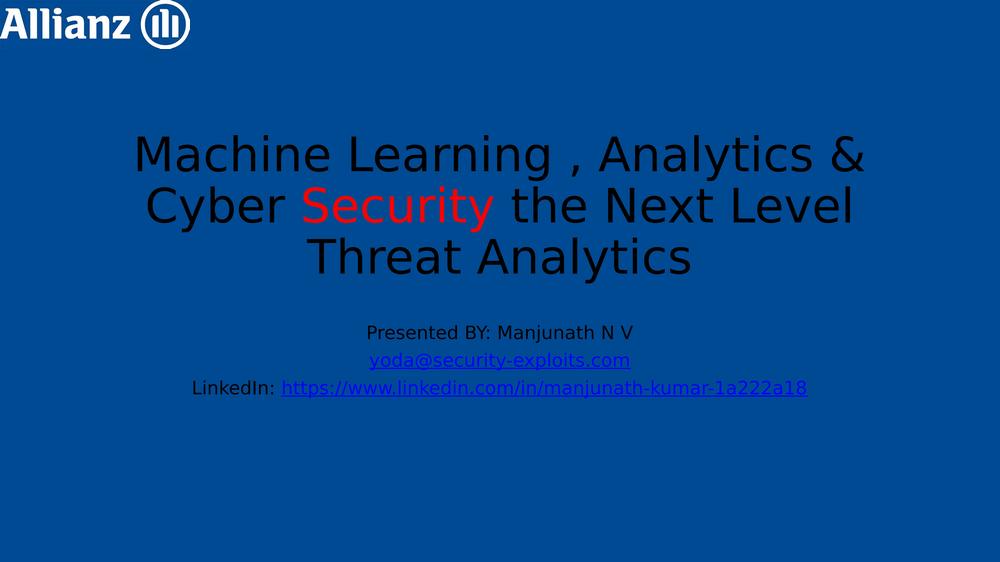 Allianz
Machine Learning , Analytics &
Cyber Security the Next Level
Threat Analytics
Presented BY: Manjunath N V
yoda@security-exploits.com
LinkedIn: https://www.linkedin.com/in/manjunath-kumar-1a222a18